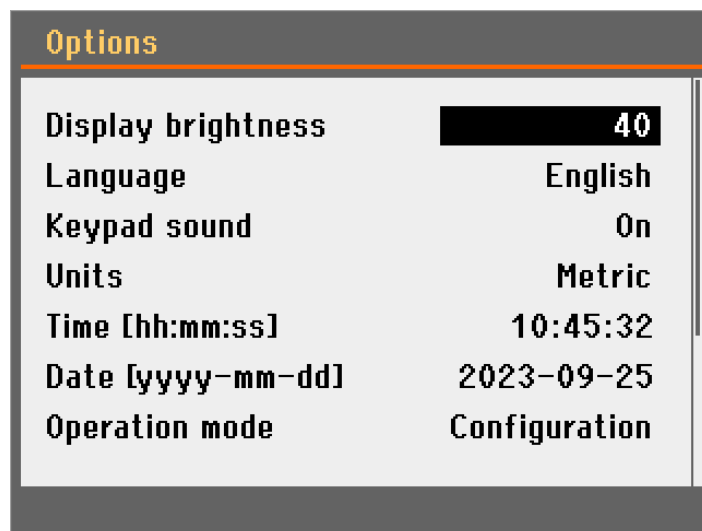 Options
Display brightness 40
Language English
Keypad sound On
Units Metric
Time [hh:mm:ss] 10:45:32
Date [yyyy-mm-dd] 2023-09-25
Operation mode Configuration